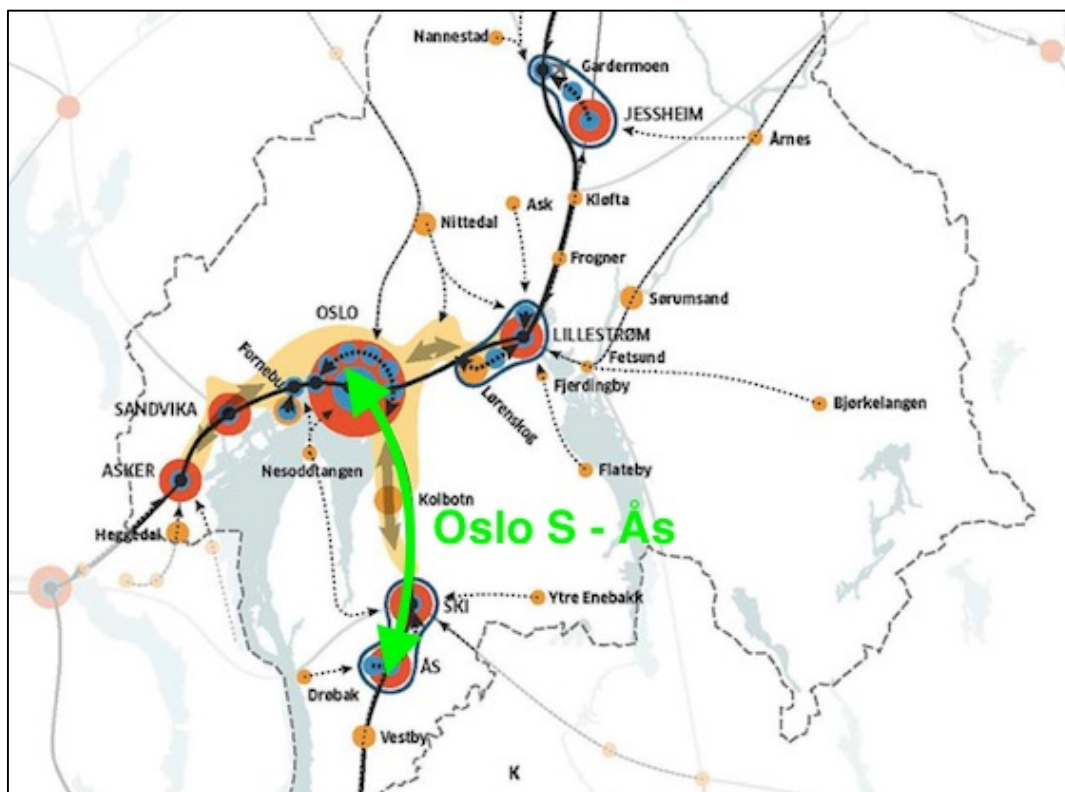 Nannestad
Gardermoen
JESSHEIM
Årnes
Ask
Kløfta
Nittedal
Frogner
Sørumsand
OSLO
LILLESTRØM
Fornebu
Fetsund
Fjerdingby
SANDVIKA
Lørenskog
Bjørkelangen
ASKER
Nesoddtangen
Flateby
Kolbotn
Oslo S - Ås
Heggedal
SKI
Ytre Enebakk
ÅS
Drøbak
Vestby
K